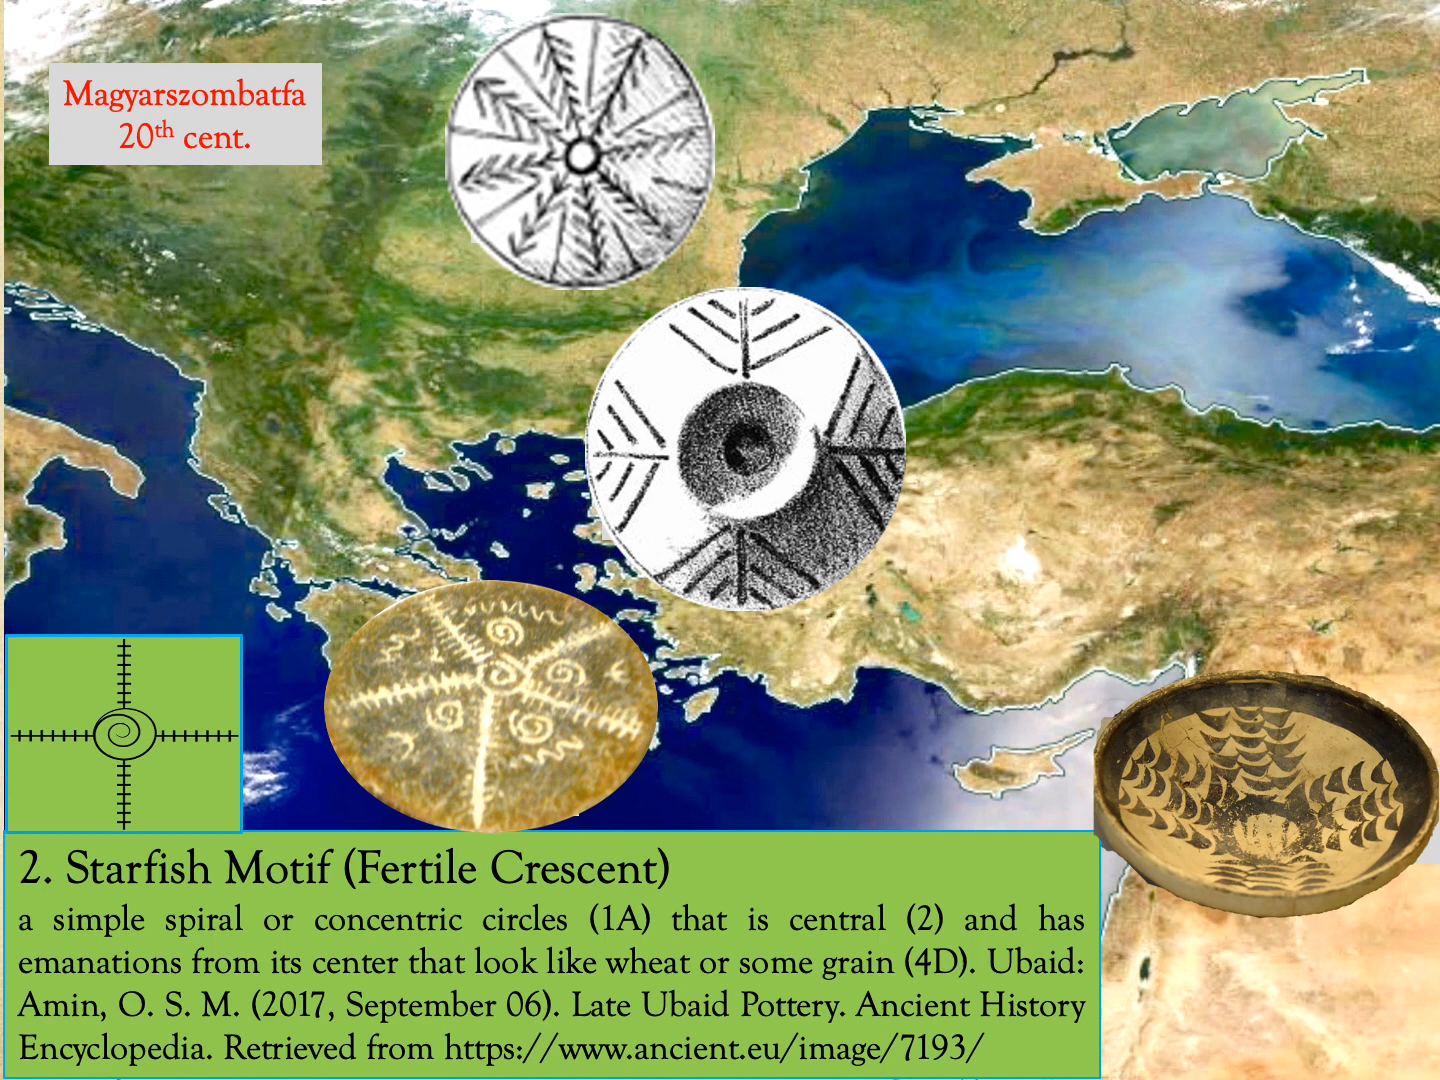 Magyarszombatfa
20th cent.
2. Starfish Motif (Fertile Crescent)
a simple spiral or concentric circles (1A) that is central (2) and has
emanations from its center that look like wheat or some grain (4D). Ubaid:
Amin, O. S. M. (2017, September 06). Late Ubaid Pottery. Ancient History
Encyclopedia. Retrieved from https://www.ancient.eu/image/7193/